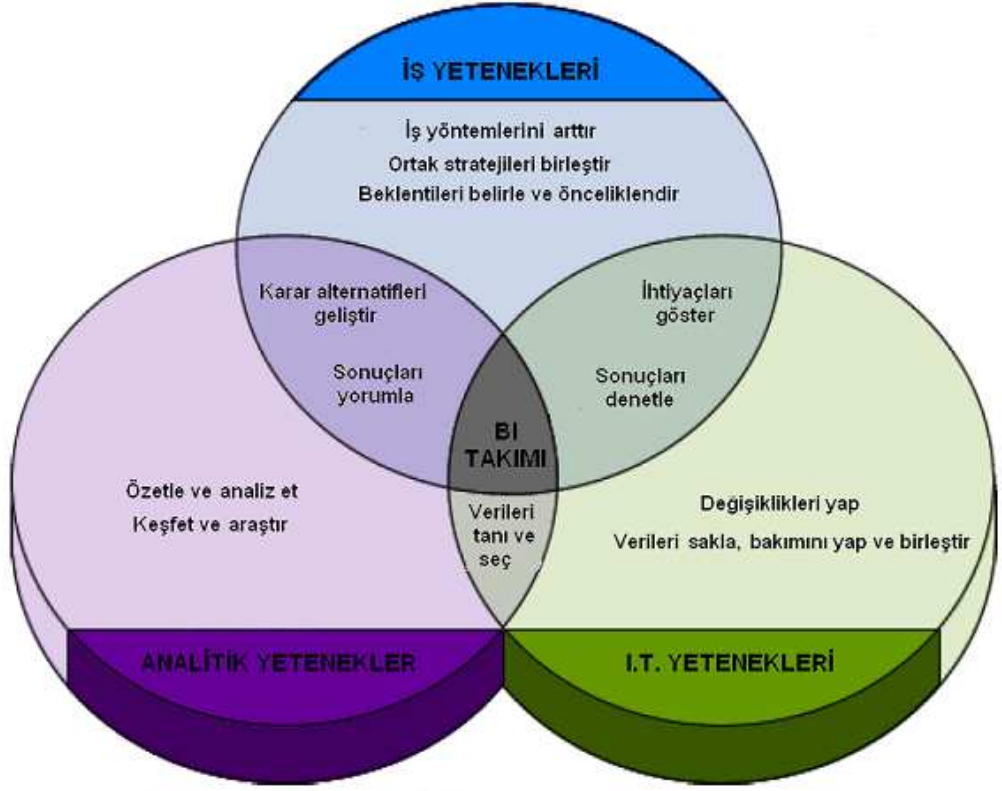 İŞ YETENEKLERİ
İş yöntemlerini arttır
Ortak stratejileri birleştir
Beklentileri belirle ve önceliklendir
Karar alternatifleri
geliştir
Sonuçları
yorumla
İhtiyaçları
göster
Sonuçları
denetle
BI
TAKIMI
Verileri
tanı ve
seç
Özetle ve analiz et
Keşfet ve araştır
Değişiklikleri yap
Verileri sakla, bakımını yap ve birleştir
ANALİTİK YETENEKLER
I.T. YETENEKLERİ